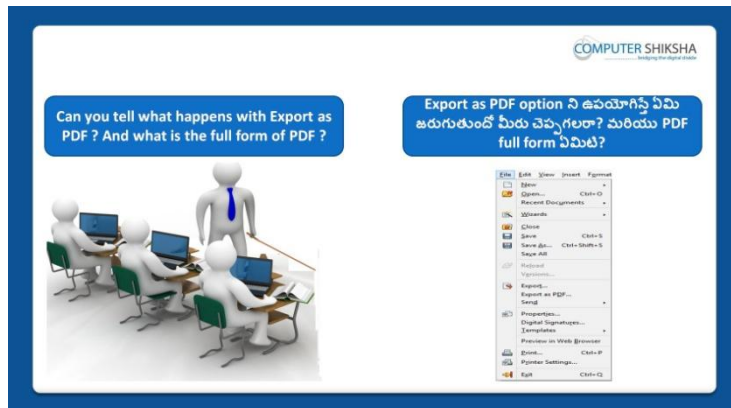 COMPUTER SHIKSHA
bridging the digital divide
Can you tell what happens with Export as
PDF ? And what is the full form of PDF ?
Export as PDF option ని ఉపయోగిస్తే ఏమి
జరుగుతుందో మీరు చెప్పగలరా? మరియు PDF
full form ఏమిటి?
File Edit View Insert Format
New
Open... Ctrl+O
Recent Documents
Wizards
Close
Save Ctrl+S
Save As... Ctrl+Shift+S
Save All
Reload
Versions...
Export...
Export as PDF...
Send
Properties...
Digital Signatures...
Templates
Preview in Web Browser
Print... Ctrl+P
Printer Settings...
Exit Ctrl+Q